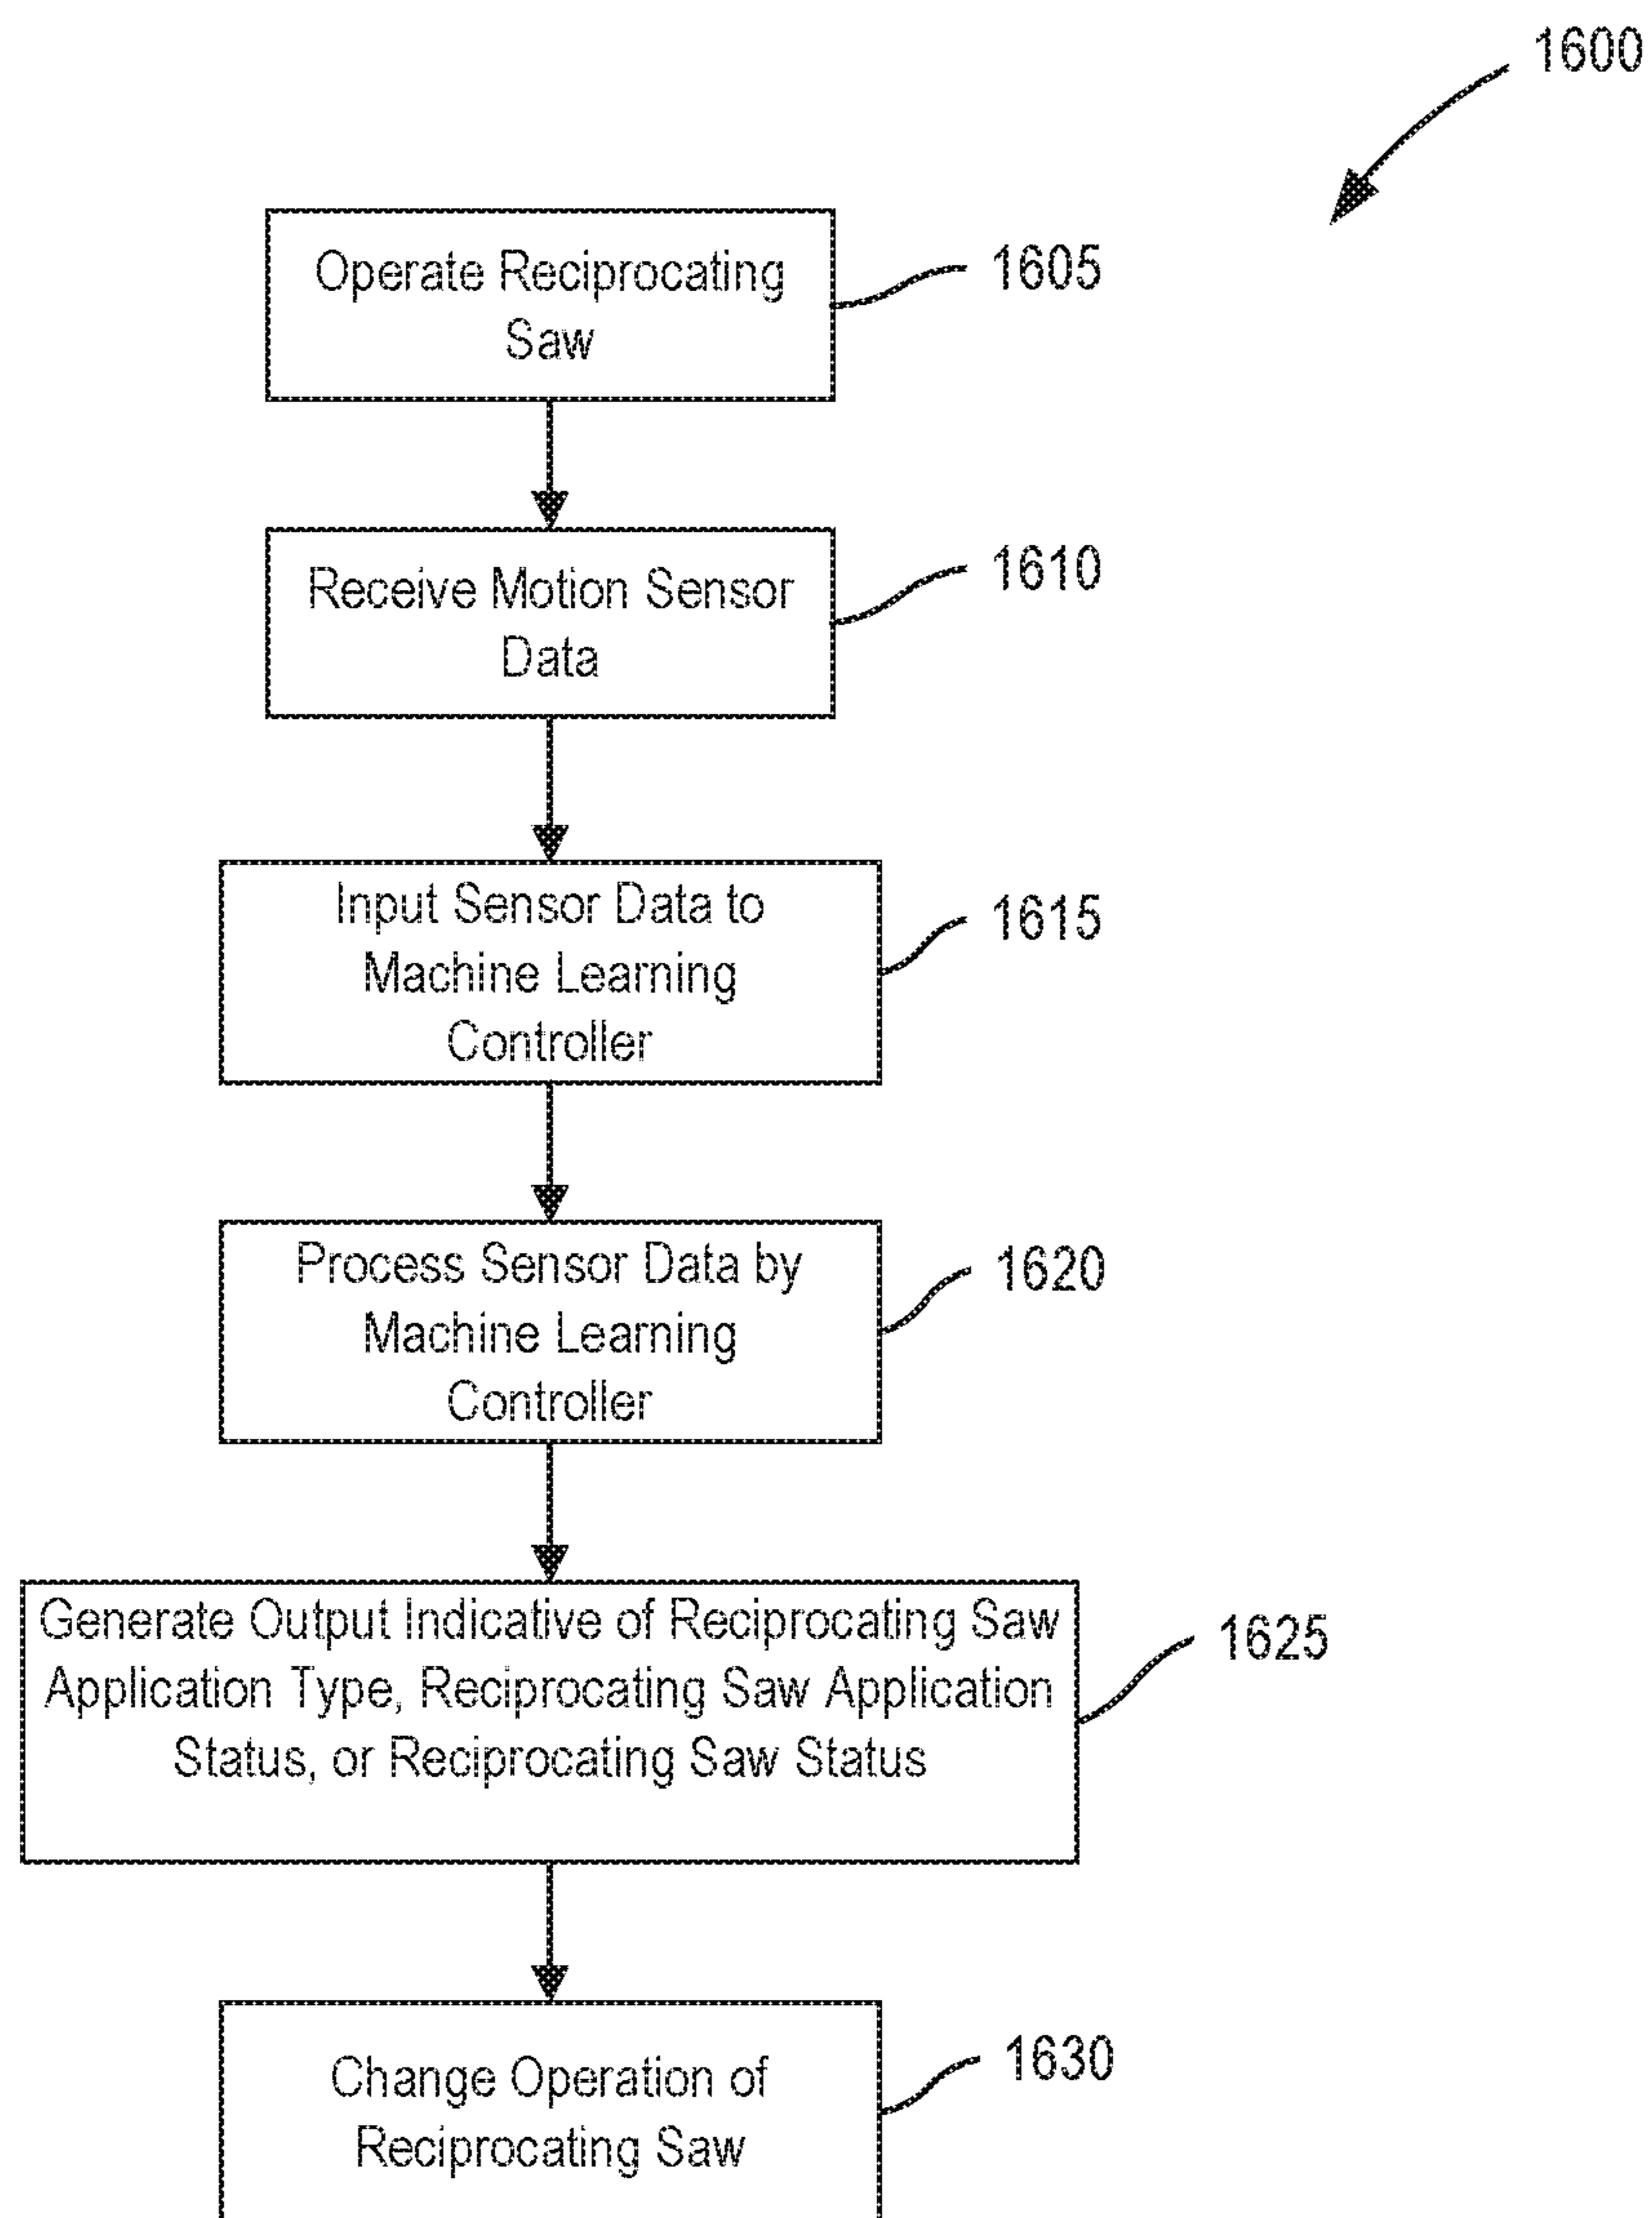 1600
Operate Reciprocating
Saw
1605
Receive Motion Sensor
Data
1610
Input Sensor Data to
Machine Learning
Controller
1615
Process Sensor Data by
Machine Learning
Controller
1620
Generate Output Indicative of Reciprocating Saw
Application Type, Reciprocating Saw Application
Status, or Reciprocating Saw Status
1625
Change Operation of
Reciprocating Saw
1630